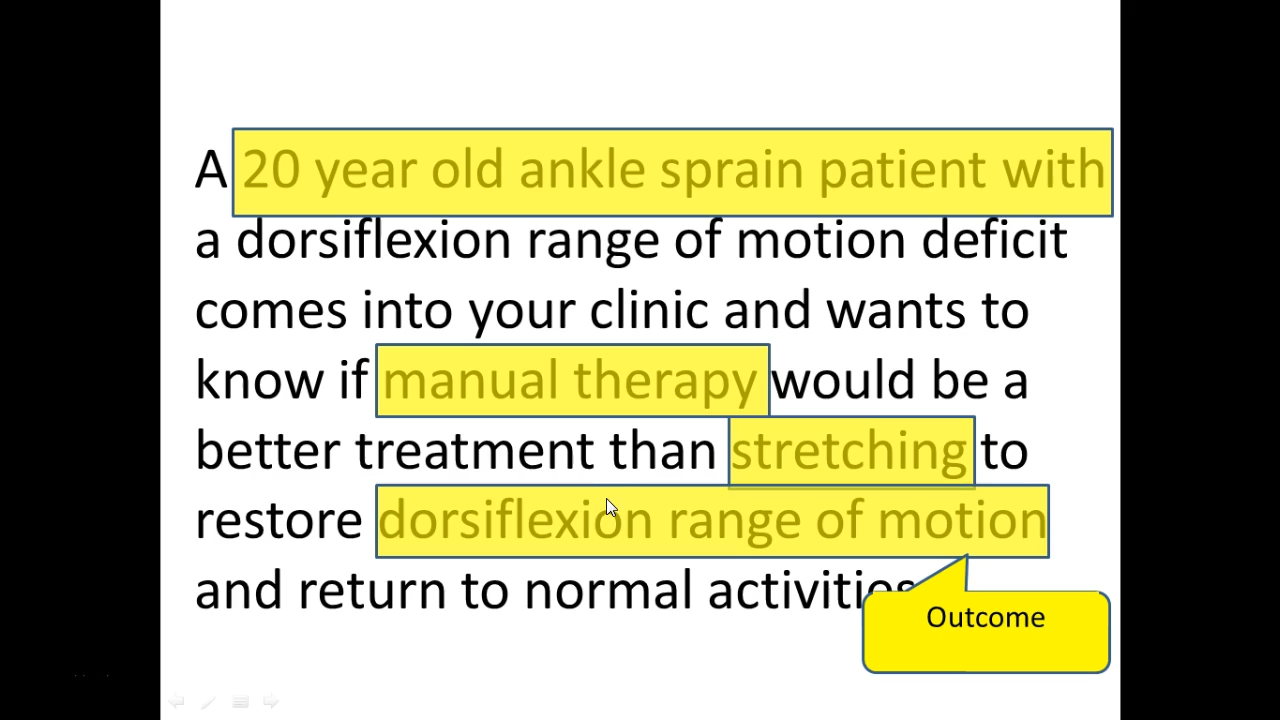 A 20 year old ankle sprain patient with
a dorsiflexion range of motion deficit
comes into your clinic and wants to
know if manual therapy would be a
better treatment than stretching to
restore dorsiflexion range of motion
and return to normal activities
Outcome